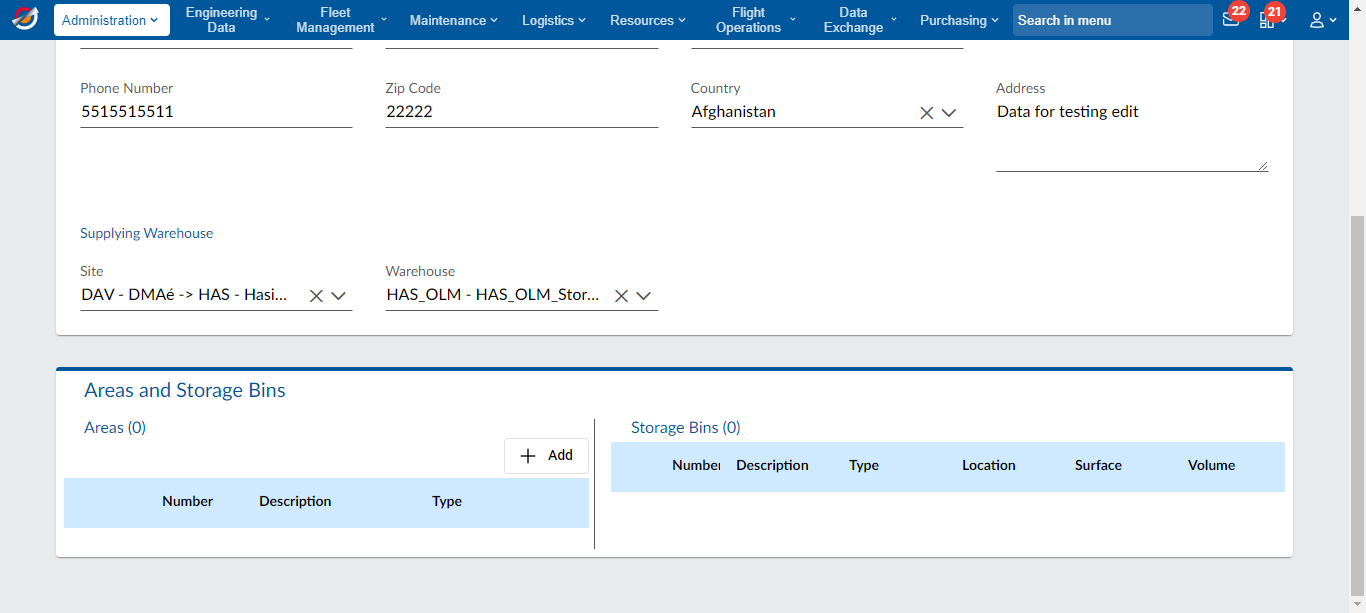 Administration
Engineering
Data
Fleet
Management
Maintenance
Logistics
Resources
Flight
Operations
Data
Exchange
Purchasing
Search in menu
22
21
Phone Number
5515515511
Zip Code
22222
Country
Afghanistan
Address
Data for testing edit
Supplying Warehouse
Site
DAV - DMAé -> HAS - Hasi...
Warehouse
HAS_OLM - HAS_OLM_Stor...
Areas and Storage Bins
Areas (0)
Add
Number Description Type
Storage Bins (0)
Number Description Type Location Surface Volume